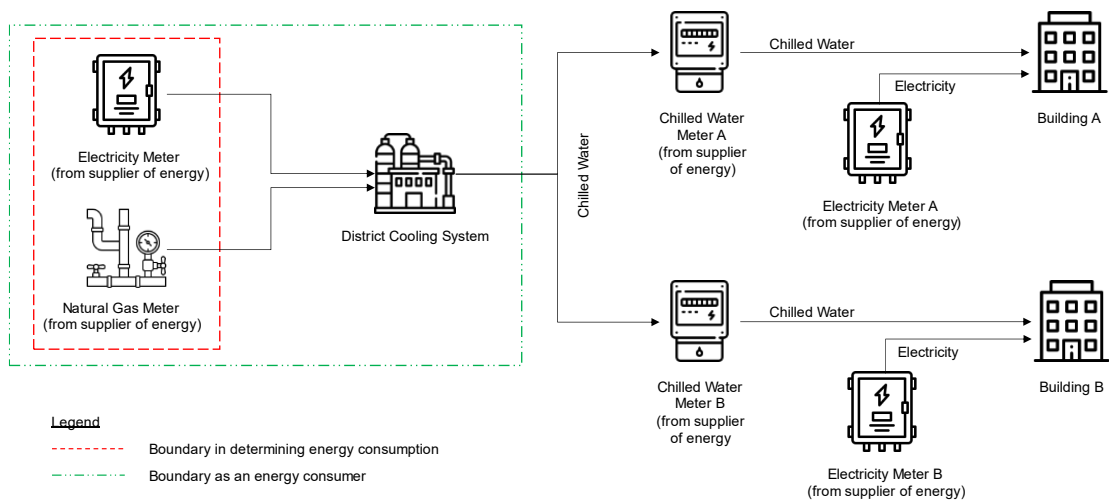 Electricity Meter
(from supplier of energy)
Natural Gas Meter
(from supplier of energy)
District Cooling System
Chilled Water
Chilled Water
Meter A
(from supplier
of energy)
Chilled Water
Electricity
Electricity Meter A
(from supplier of energy)
Building A
Chilled Water
Meter B
(from supplier
of energy
Chilled Water
Electricity
Electricity Meter B
(from supplier of energy)
Building B
Legend
Boundary in determining energy consumption
Boundary as an energy consumer